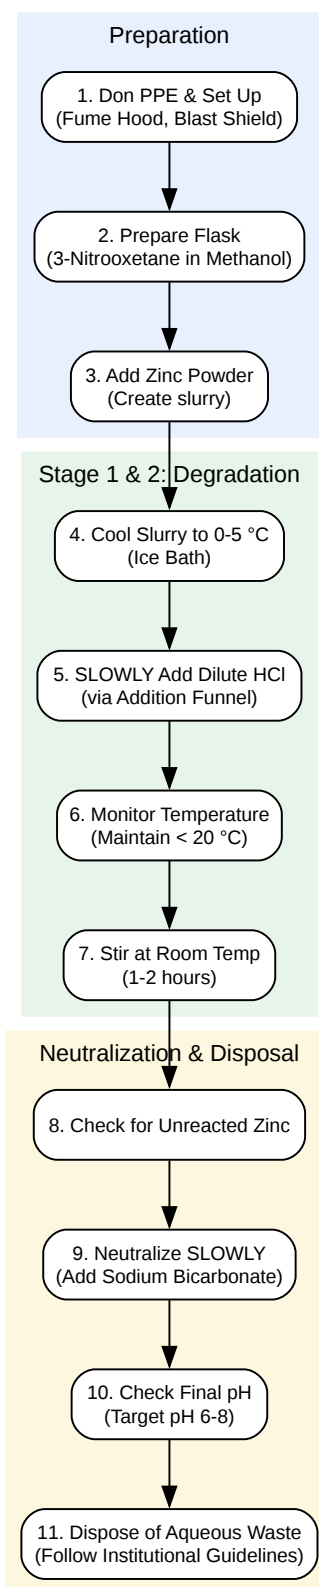 Preparation
1. Don PPE & Set Up
(Fume Hood, Blast Shield)
2. Prepare Flask
(3-Nitrooxetane in Methanol)
3. Add Zinc Powder
(Create slurry)
Stage 1 & 2: Degradation
4. Cool Slurry to 0-5 °C
(Ice Bath)
5. SLOWLY Add Dilute HCl
(via Addition Funnel)
6. Monitor Temperature
(Maintain < 20 °C)
7. Stir at Room Temp
(1-2 hours)
Neutralization & Disposal
8. Check for Unreacted Zinc
9. Neutralize SLOWLY
(Add Sodium Bicarbonate)
10. Check Final pH
(Target pH 6-8)
11. Dispose of Aqueous Waste
(Follow Institutional Guidelines)